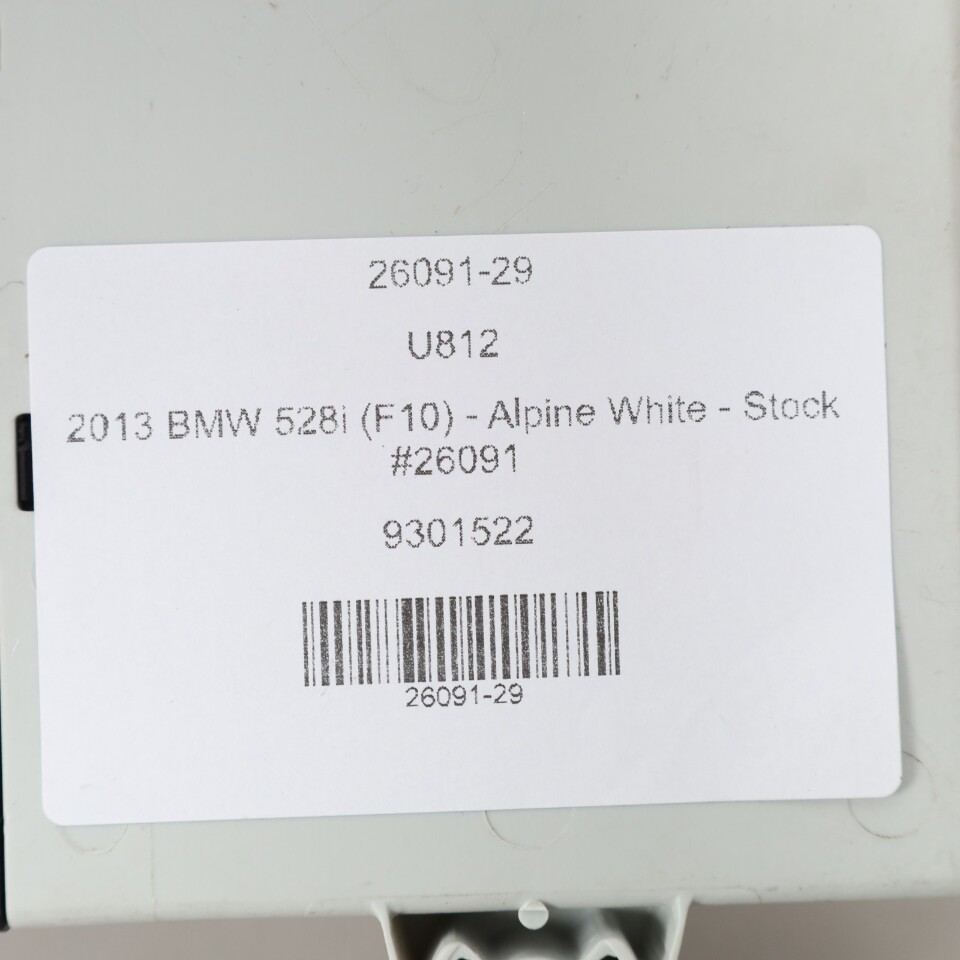 26091-29
U812
2013 BMW 528i (F10) - Alpine White - Stock
#26091
9301522
26091-29